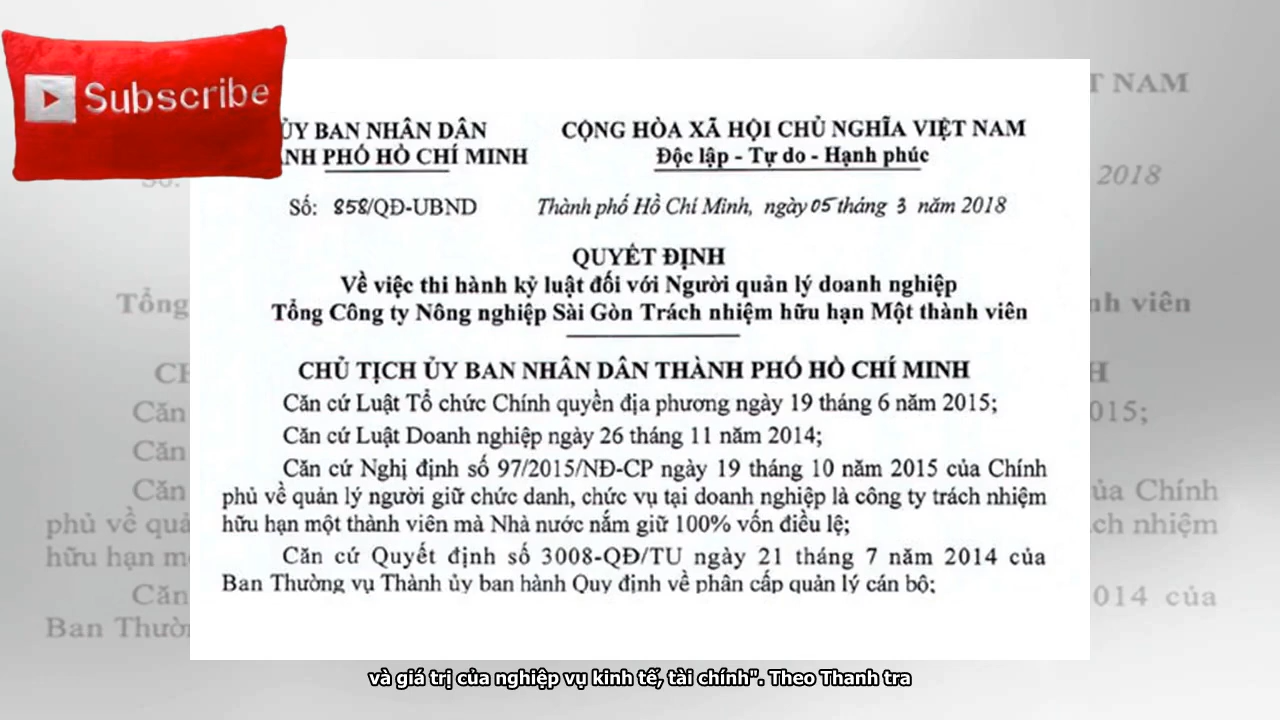 Subscribe
ỦY BAN NHÂN DÂN
PHỐ HỒ CHÍ MINH
CỘNG HÒA XÃ HỘI CHỦ NGHĨA VIỆT NAM
Độc lập - Tự do - Hạnh phúc
Số: 858/QĐ-UBND
Thành phố Hồ Chí Minh, ngày 05 tháng 3 năm 2018
QUYẾT ĐỊNH
Về việc thi hành kỷ luật đối với Người quản lý doanh nghiệp
Tổng Công ty Nông nghiệp Sài Gòn Trách nhiệm hữu hạn Một thành viên
CHỦ TỊCH ỦY BAN NHÂN DÂN THÀNH PHỐ HỒ CHÍ MINH
Căn cứ Luật Tổ chức Chính quyền địa phương ngày 19 tháng 6 năm 2015;
Căn cứ Luật Doanh nghiệp ngày 26 tháng 11 năm 2014;
Căn cứ Nghị định số 97/2015/NĐ-CP ngày 19 tháng 10 năm 2015 của Chính
phủ về quản lý người giữ chức danh, chức vụ tại doanh nghiệp là công ty trách nhiệm
hữu hạn một thành viên mà Nhà nước nắm giữ 100% vốn điều lệ;
Căn cứ Quyết định số 3008-QĐ/TU ngày 21 tháng 7 năm 2014 của
Ban Thường vụ Thành ủy ban hành Quy định về phân cấp quản lý cán bộ;
và giá trị của nghiệp vụ kinh tế, tài chính". Theo Thanh tra